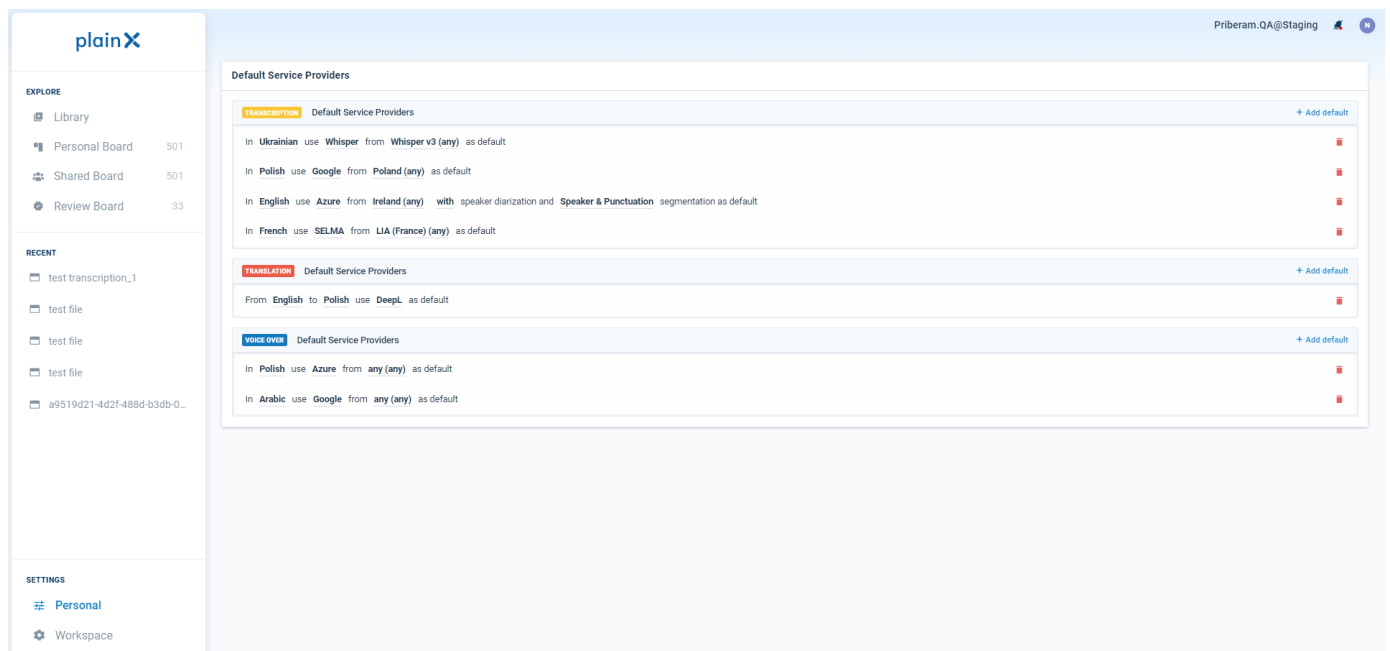 plain X
Priberam.QA@Staging
N
EXPLORE
Library
Personal Board 501
Shared Board 501
Review Board 33
RECENT
test transcription_1
test file
test file
test file
a9519d21-4d2f-488d-b3db-0...
SETTINGS
Personal
Workspace
Default Service Providers
TRANSCRIPTION Default Service Providers + Add default
In Ukrainian use Whisper from Whisper v3 (any) as default
In Polish use Google from Poland (any) as default
In English use Azure from Ireland (any) with speaker diarization and Speaker & Punctuation segmentation as default
In French use SELMA from LIA (France) (any) as default
TRANSLATION Default Service Providers + Add default
From English to Polish use DeepL as default
VOICE OVER Default Service Providers + Add default
In Polish use Azure from any (any) as default
In Arabic use Google from any (any) as default